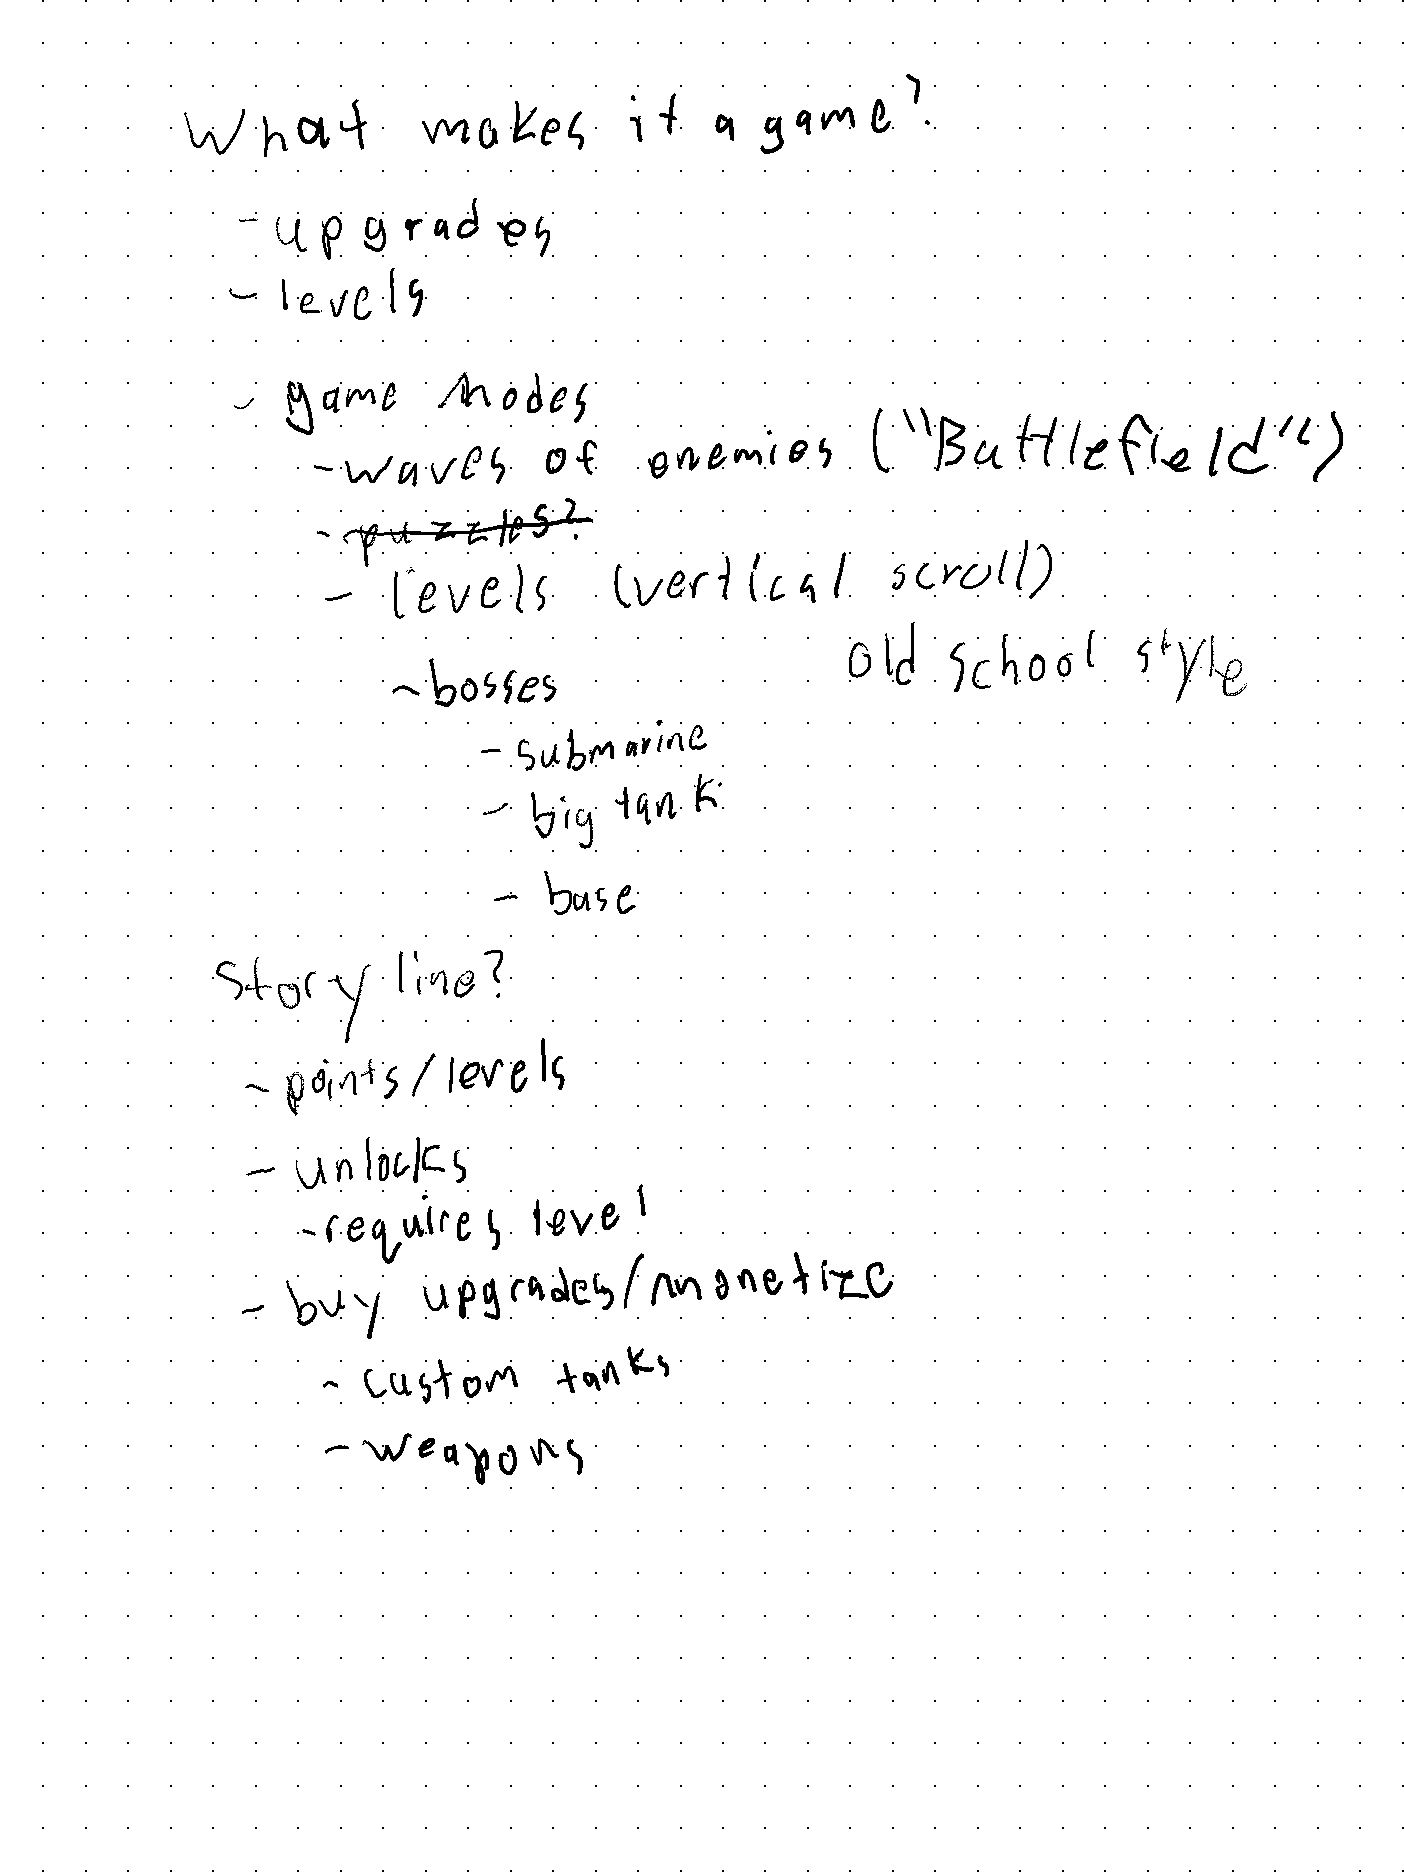 What makes it a game?
- upgrades
- levels
- game modes
- waves of enemies ("Battlefield")
- puzzles?
- levels (vertical scroll)
old school style
- bosses
- submarine
- big tank
- base
Story line?
- points/levels
- unlocks
- requires level
- buy upgrades/monetize
- custom tanks
- weapons